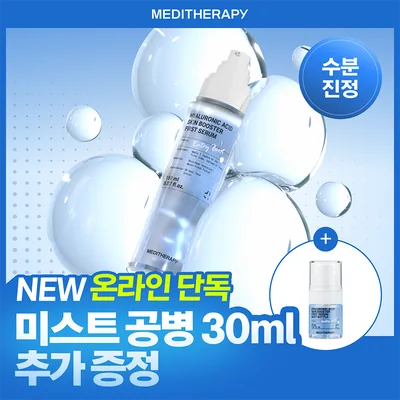 MEDITHERAPY
수분
진정
HYALURONIC ACID
SKIN BOOSTER
FIRST SERUM
MEDITHERAPY
+
NEW 온라인 단독
미스트 공병 30ml
추가 증정